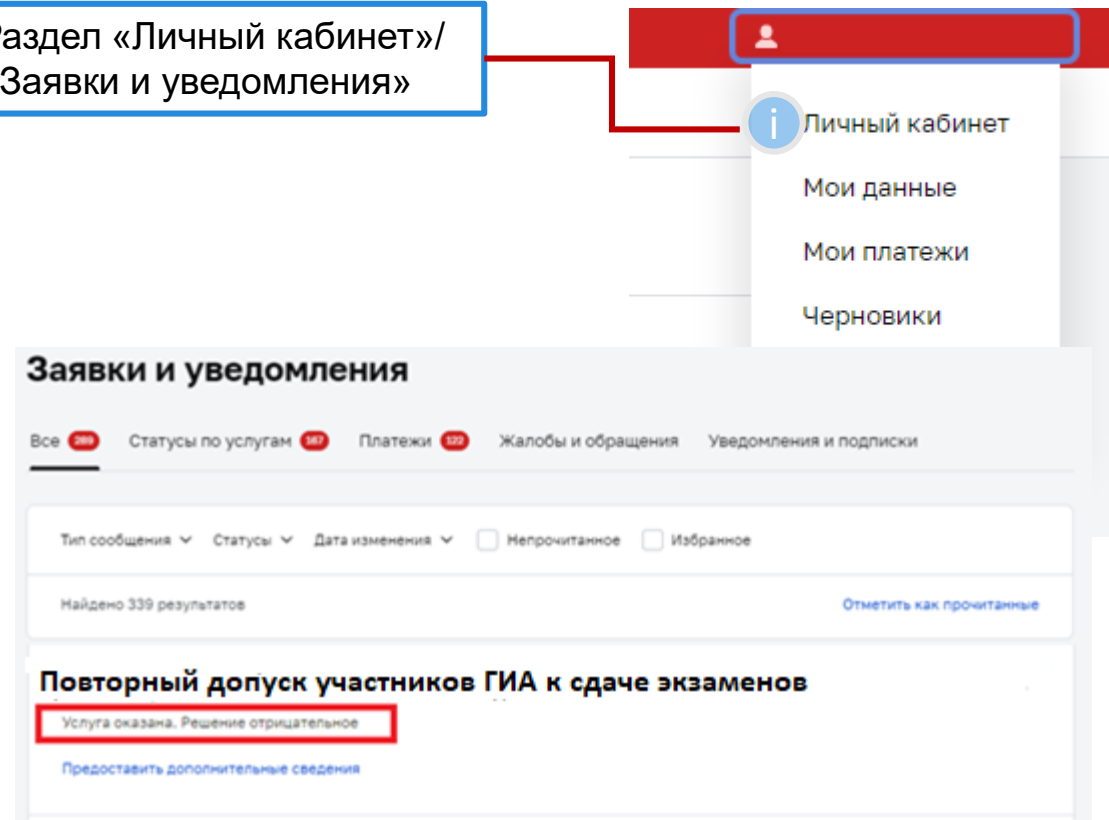 Раздел «Личный кабинет»/
Заявки и уведомления»
i
Личный кабинет
Мои данные
Мои платежи
Черновики
Заявки и уведомления
Все 289 Статусы по услугам 167 Платежи 122 Жалобы и обращения Уведомления и подписки
Тип сообщения Статусы Дата изменения Непрочитанное Избранное
Найдено 339 результатов Отметить как прочитанные
Повторный допуск участников ГИА к сдаче экзаменов
Услуга оказана. Решение отрицательное
Предоставить дополнительные сведения